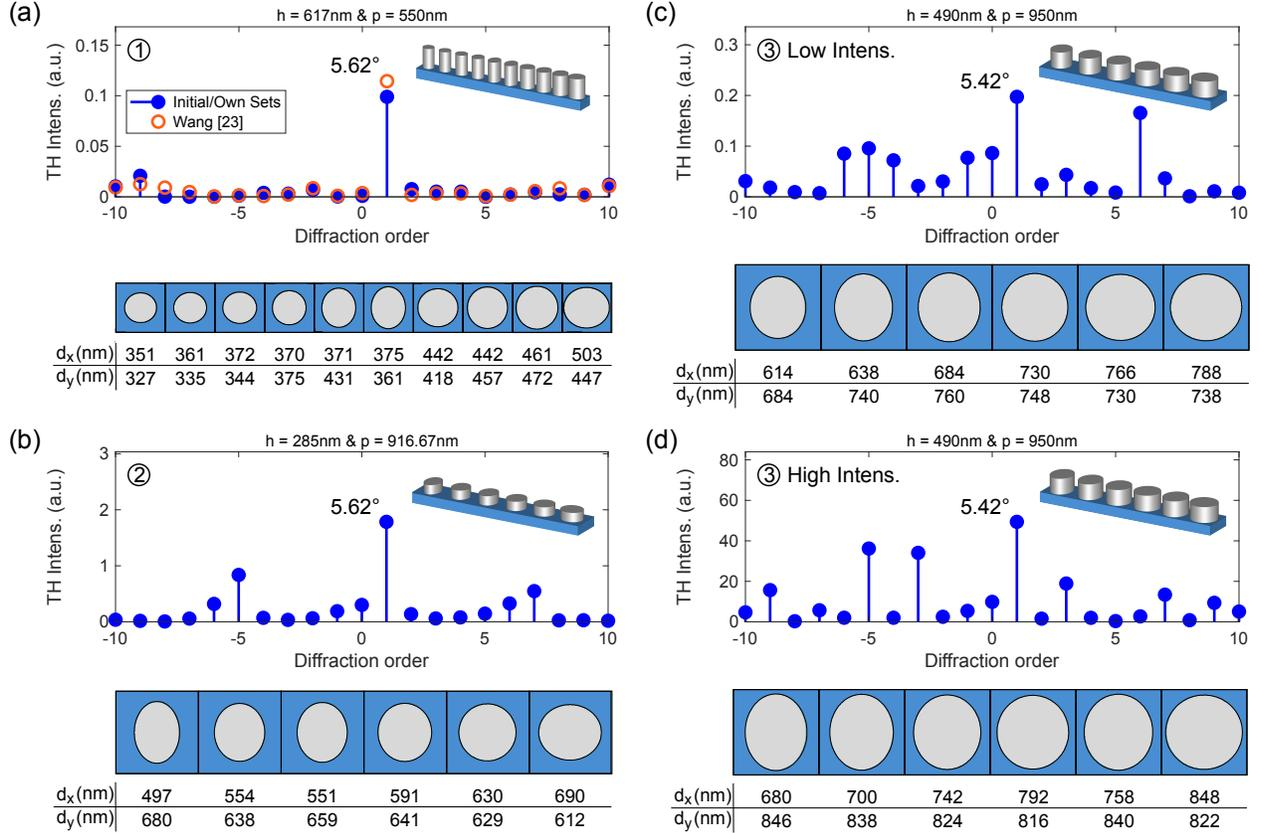 (a)
h = 617nm & p = 550nm
①
5.62°
TH Intens. (a.u.)
0.15
0.1
0.05
0
Initial/Own Sets
Wang [23]
-10 -5 0 5 10
Diffraction order
dx(nm) 351 361 372 370 371 375 442 442 461 503
dy(nm) 327 335 344 375 431 361 418 457 472 447
(b)
h = 285nm & p = 916.67nm
②
5.62°
TH Intens. (a.u.)
3
2
1
0
-10 -5 0 5 10
Diffraction order
dx(nm) 497 554 551 591 630 690
dy(nm) 680 638 659 641 629 612
(c)
h = 490nm & p = 950nm
③ Low Intens.
5.42°
TH Intens. (a.u.)
0.3
0.2
0.1
0
-10 -5 0 5 10
Diffraction order
dx(nm) 614 638 684 730 766 788
dy(nm) 684 740 760 748 730 738
(d)
h = 490nm & p = 950nm
③ High Intens.
5.42°
TH Intens. (a.u.)
80
60
40
20
0
-10 -5 0 5 10
Diffraction order
dx(nm) 680 700 742 792 758 848
dy(nm) 846 838 824 816 840 822